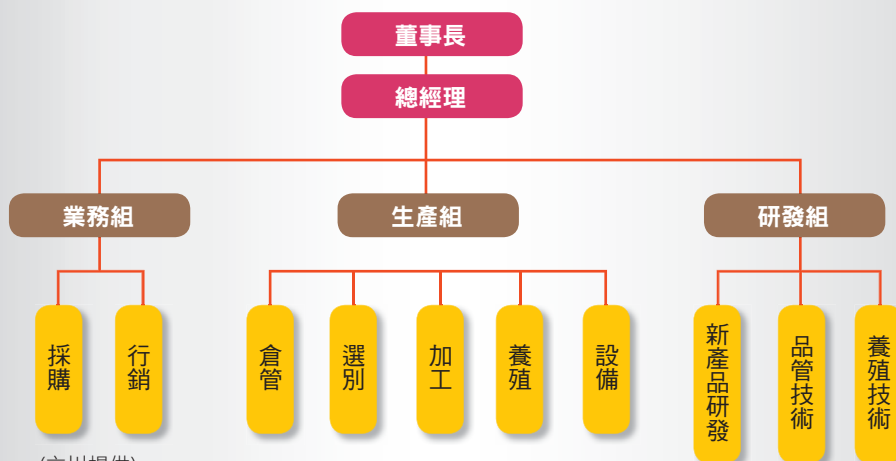 董事長
總經理
業務組
生產組
研發組
採購
行銷
倉管
選別
加工
養殖
設備
新產品研發
品管技術
養殖技術